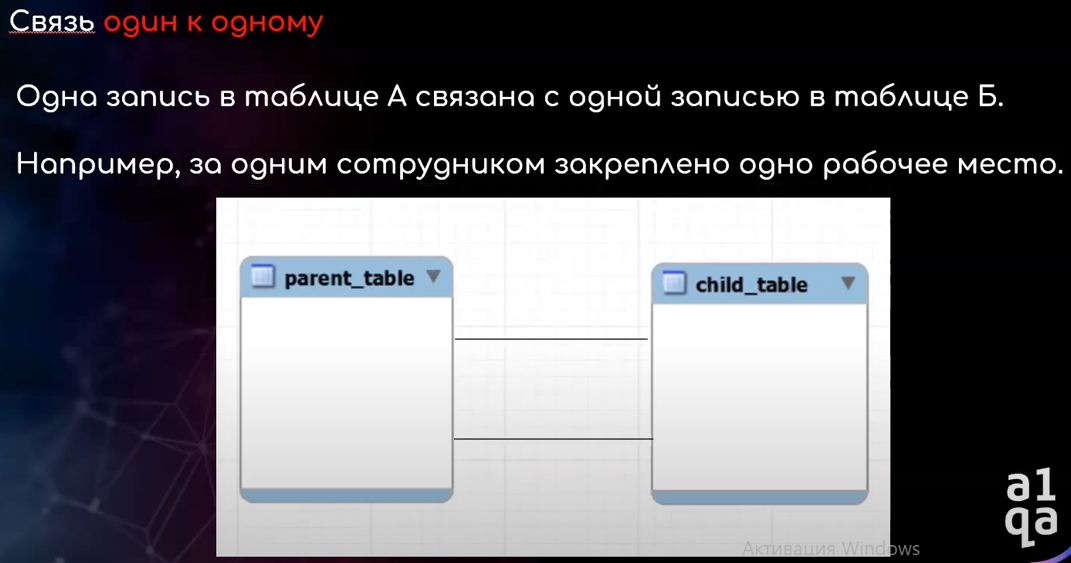 Связь один к одному
Одна запись в таблице А связана с одной записью в таблице Б.
Например, за одним сотрудником закреплено одно рабочее место.
parent_table
child_table
a1
qa
Активация Windows